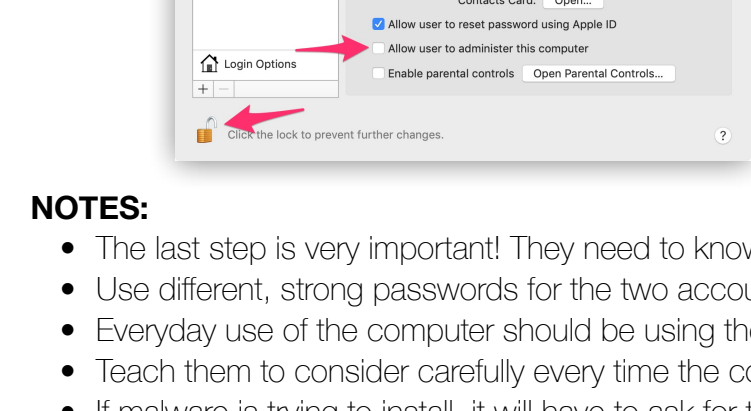 Contacts Card: Open...
Allow user to reset password using Apple ID
Allow user to administer this computer
Login Options
Enable parental controls Open Parental Controls...
+ −
Click the lock to prevent further changes.
?
NOTES:
• The last step is very important! They need to know
• Use different, strong passwords for the two accou
• Everyday use of the computer should be using the
• Teach them to consider carefully every time the co
• If malware is trying to install, it will have to ask for t